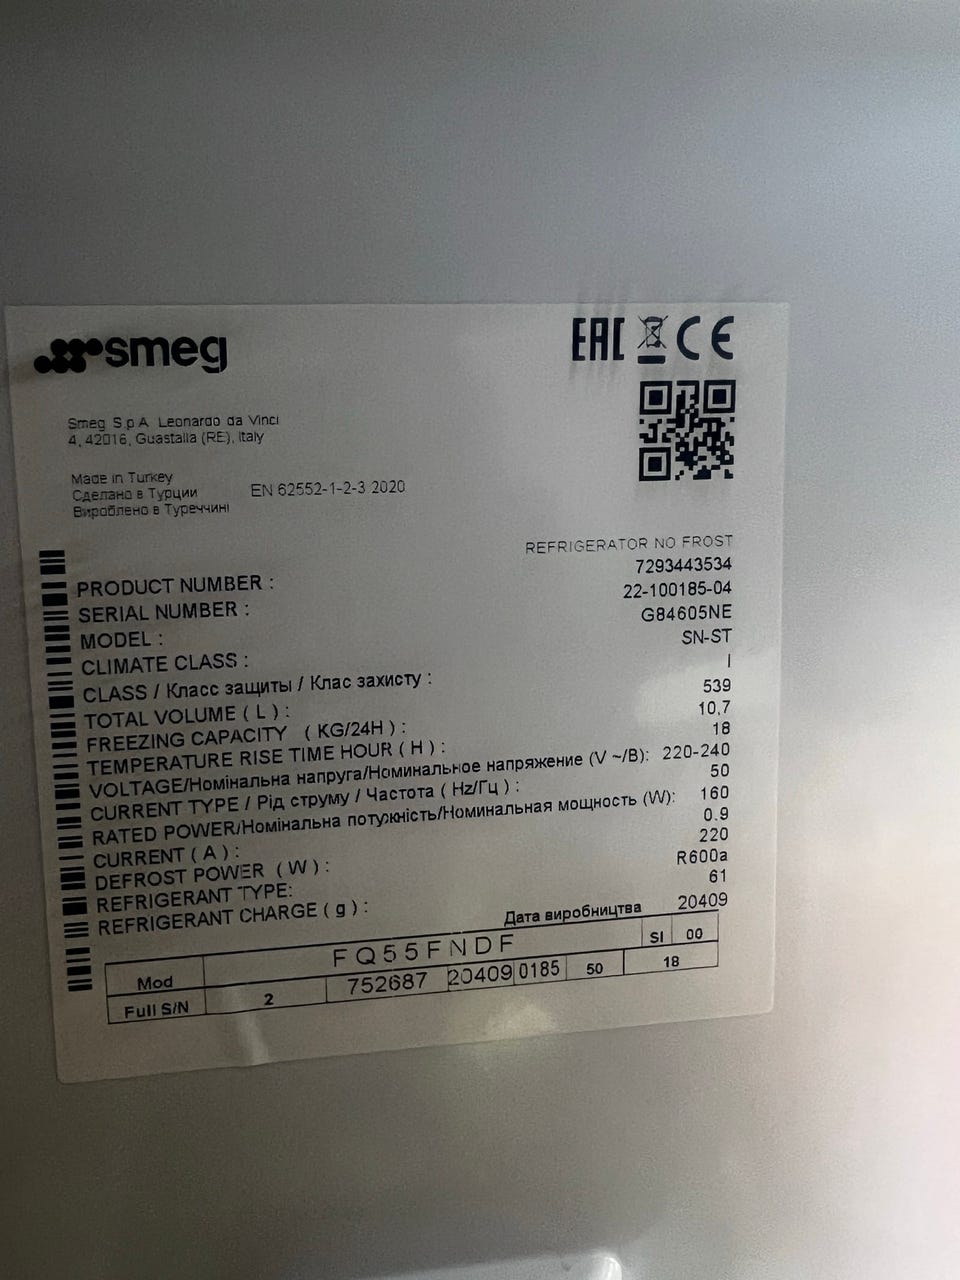 smeg
EAC CE
Smeg S.p.A. Leonardo da Vinci
4, 42016, Guastalla (RE), Italy
Made in Turkey
Сделано в Турции
Вироблено в Туреччині
EN 62552-1-2-3 2020
REFRIGERATOR NO FROST
PRODUCT NUMBER : 7293443534
SERIAL NUMBER : 22-100185-04
MODEL : G84605NE
CLIMATE CLASS : SN-ST
CLASS / Класс защиты / Клас захисту : I
TOTAL VOLUME ( L ) : 539
FREEZING CAPACITY ( KG/24H ) : 10,7
TEMPERATURE RISE TIME HOUR ( H ) : 18
VOLTAGE/Номінальна напруга/Номинальное напряжение (V ~/В): 220-240
CURRENT TYPE / Рід струму / Частота ( Hz/Гц ) : 50
RATED POWER/Номінальна потужність/Номинальная мощность (W): 160
CURRENT ( A ) : 0.9
DEFROST POWER ( W ) : 220
REFRIGERANT TYPE: R600a
REFRIGERANT CHARGE ( g ) : 61
Дата виробництва 20409
Mod FQ55FNDF SI 00
Full S/N 2 752687 20409 0185 50 18